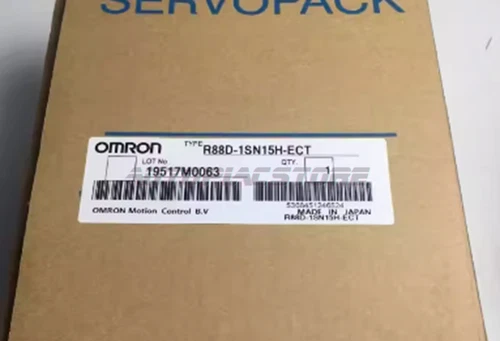 SERVOPACK
OMRON TYPE R88D-1SN15H-ECT
LOT No QTY.
19517M0063 1
OMRON Motion Control B.V MADE IN JAPAN
R88D-1SN15H-ECT